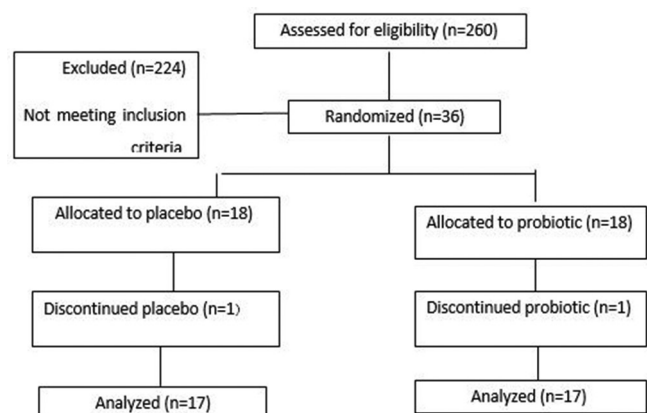 Assessed for eligibility (n=260)
Excluded (n=224)
Not meeting inclusion
criteria
Randomized (n=36)
Allocated to placebo (n=18)
Allocated to probiotic (n=18)
Discontinued placebo (n=1)
Discontinued probiotic (n=1)
Analyzed (n=17)
Analyzed (n=17)